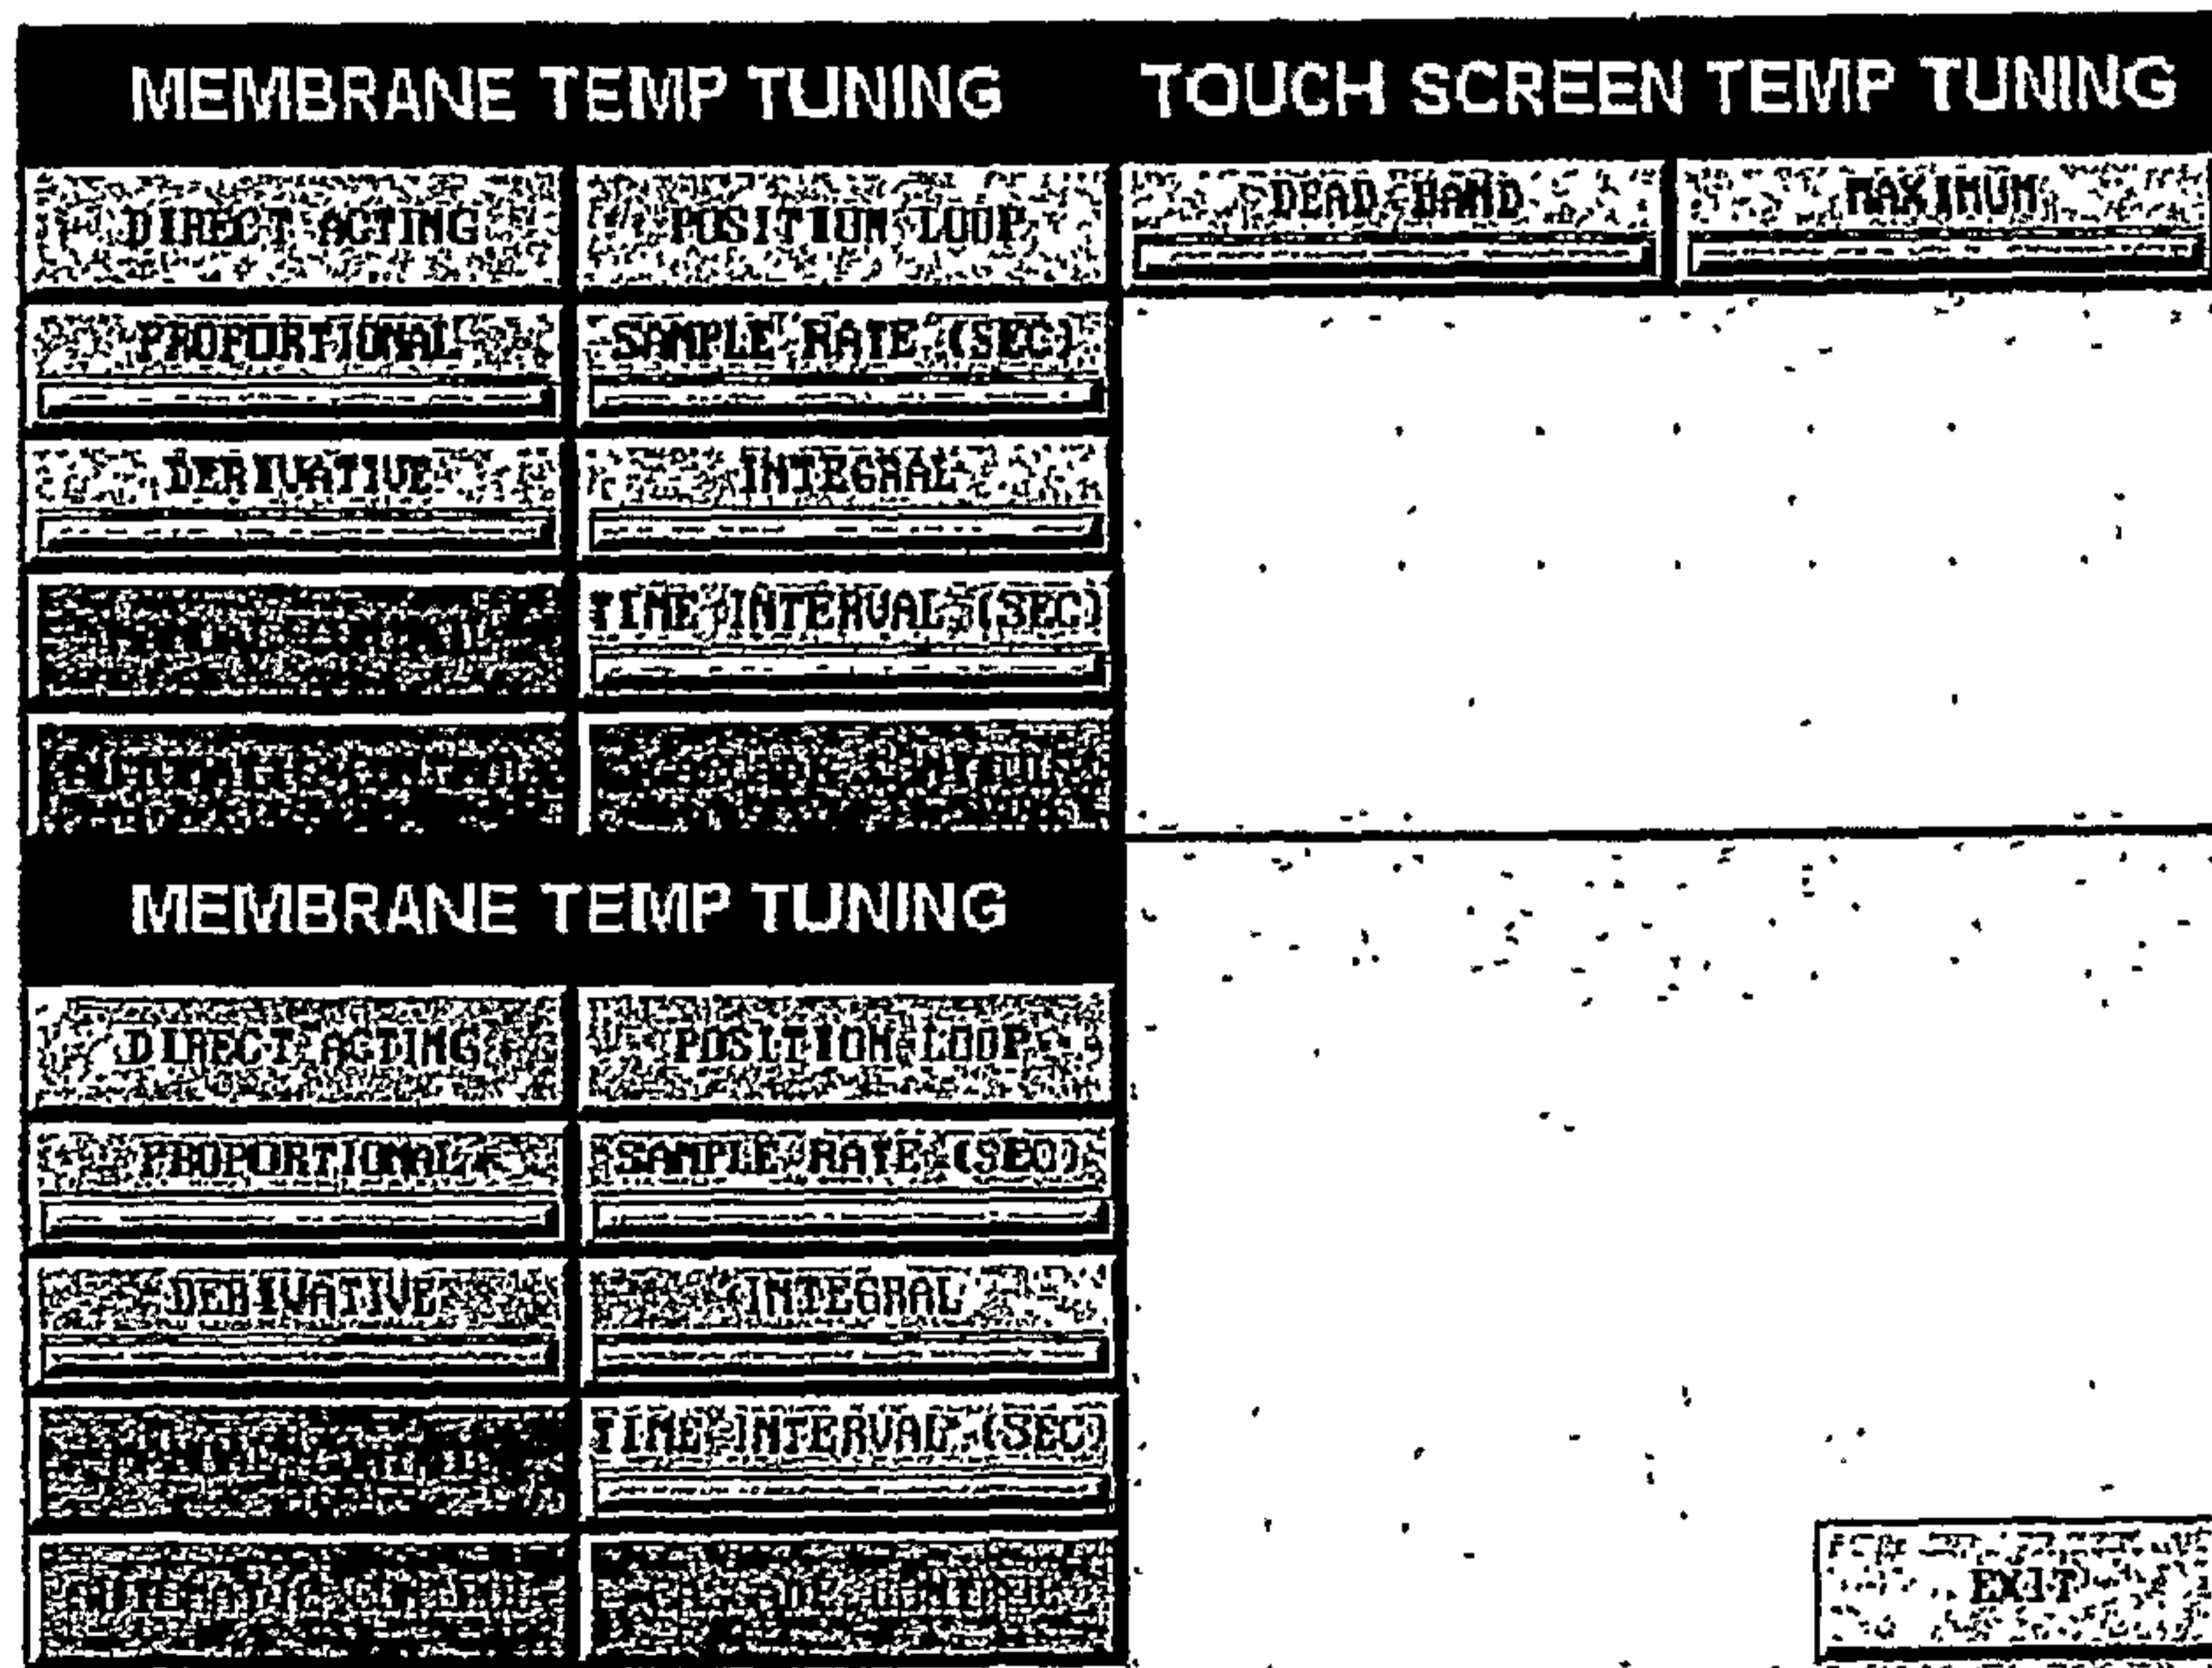 MEMBRANE TEMP TUNING TOUCH SCREEN TEMP TUNING
DIRECT ACTING POSITION LOOP DEAD BAND MAXIMUM
PROPORTIONAL SAMPLE RATE (SEC)
DERIVATIVE INTEGRAL
TIME INTERVAL (SEC)
MEMBRANE TEMP TUNING
DIRECT ACTING POSITION LOOP
PROPORTIONAL SAMPLE RATE (SEC)
DERIVATIVE INTEGRAL
TIME INTERVAL (SEC)
AUTOMATIC CONTROL
EXIT